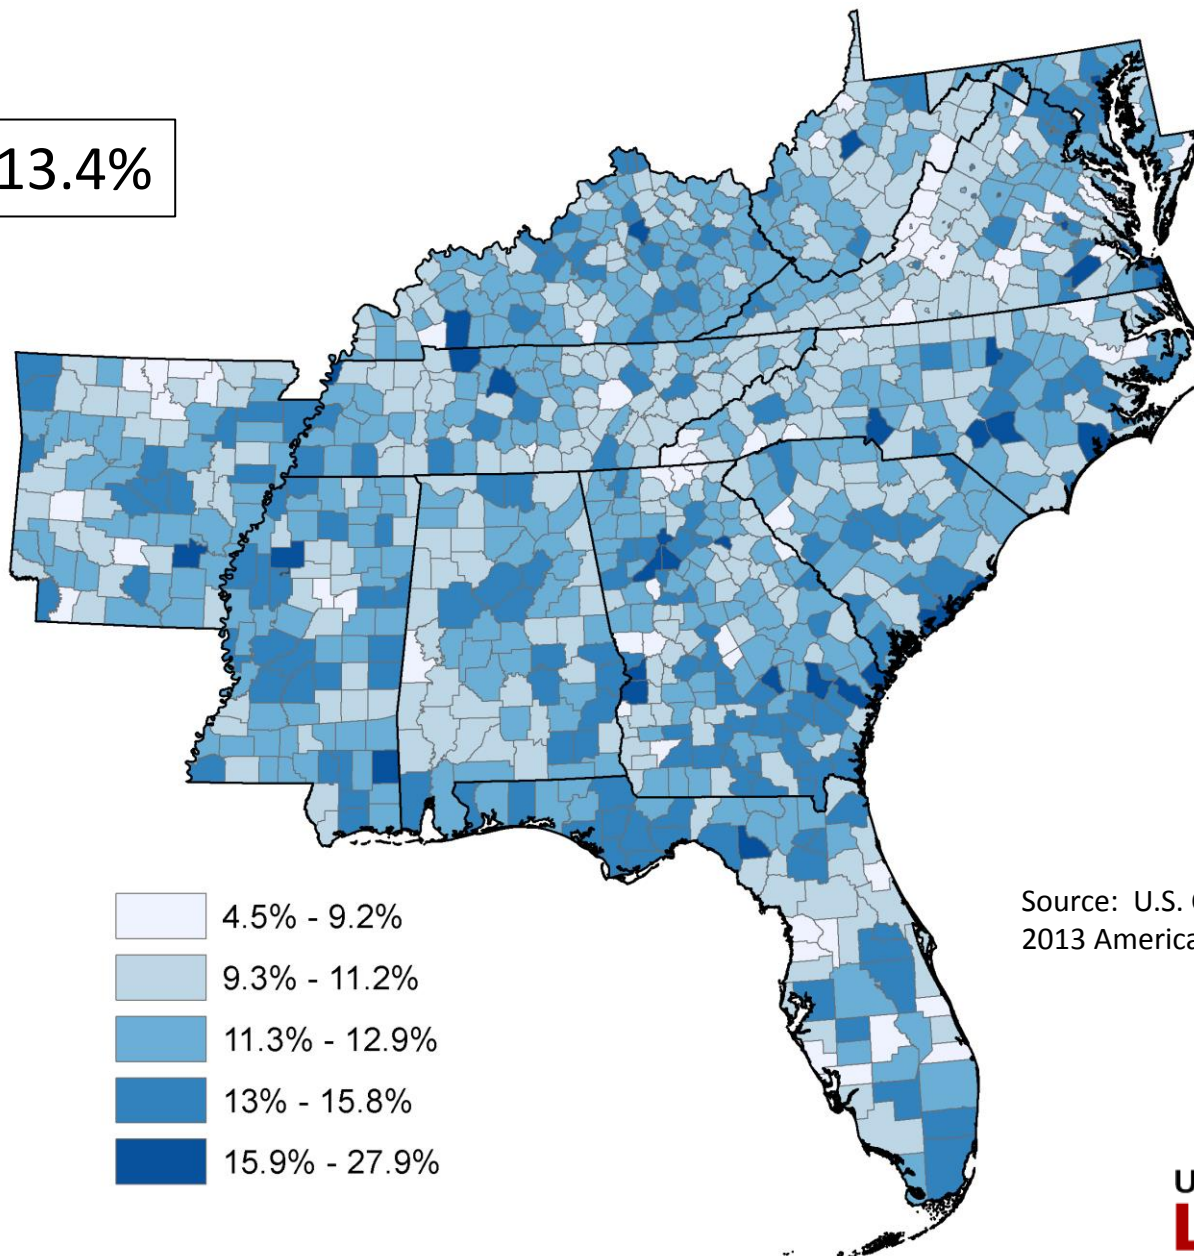 13.4%
4.5% - 9.2%
9.3% - 11.2%
11.3% - 12.9%
13% - 15.8%
15.9% - 27.9%
Source: U.S.
2013 America
U
L